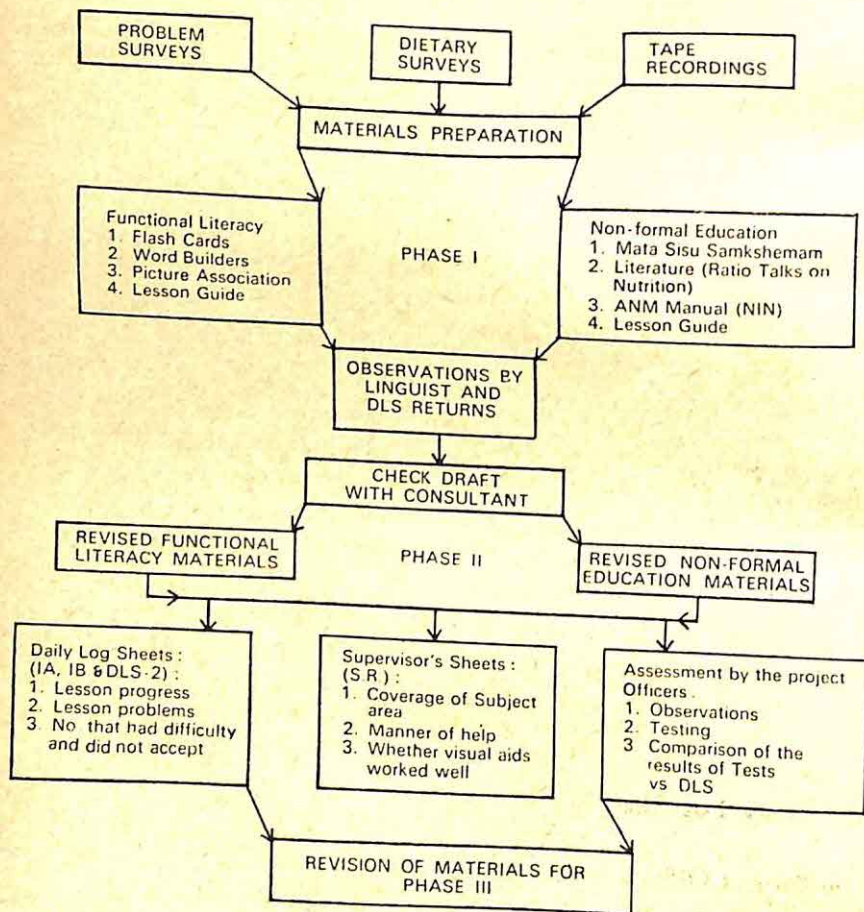 PROBLEM
SURVEYS
DIETARY
SURVEYS
TAPE
RECORDINGS
MATERIALS PREPARATION
Functional Literacy
1. Flash Cards
2. Word Builders
3. Picture Association
4. Lesson Guide
PHASE I
Non-formal Education
1. Mata Sisu Samkshemam
2. Literature (Ratio Talks on
Nutrition)
3. ANM Manual (NIN)
4. Lesson Guide
OBSERVATIONS BY
LINGUIST AND
DLS RETURNS
CHECK DRAFT
WITH CONSULTANT
REVISED FUNCTIONAL
LITERACY MATERIALS
PHASE II
REVISED NON-FORMAL
EDUCATION MATERIALS
Daily Log Sheets :
(IA, IB & DLS-2) :
1. Lesson progress
2. Lesson problems
3. No that had difficulty
and did not accept
Supervisor's Sheets :
(S.R) :
1. Coverage of Subject
area
2. Manner of help
3. Whether visual aids
worked well
Assessment by the project
Officers.
1. Observations
2. Testing
3 Comparison of the
results of Tests
vs DLS
REVISION OF MATERIALS FOR
PHASE III